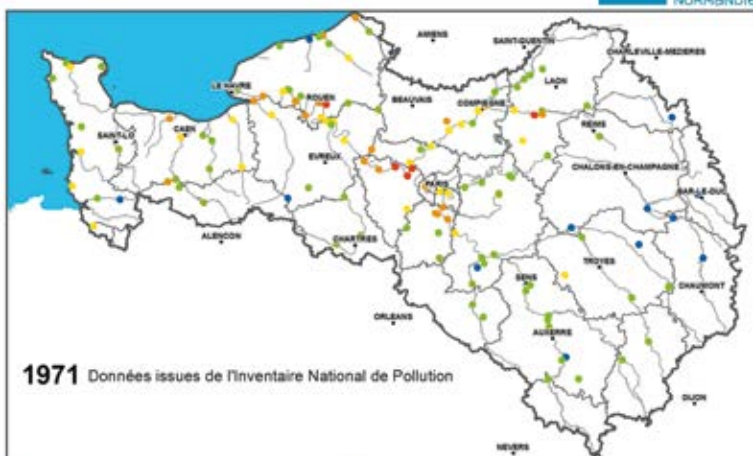 NORMANDIE
AMIENS
SAINT-QUENTIN
CHARLEVILLE-MEZIERES
LE HAVRE
ROUEN
BEAUVAIS
COMPIEGNE
LAON
REIMS
SAINT-LO
CAEN
EVREUX
PARIS
CHALONS-EN-CHAMPAGNE
BAR-LE-DUC
ALENCON
CHARTRES
TROYES
SENS
CHAUMONT
ORLEANS
AUXERRE
1971 Données issues de l'Inventaire National de Pollution
DIJON
NEVERS